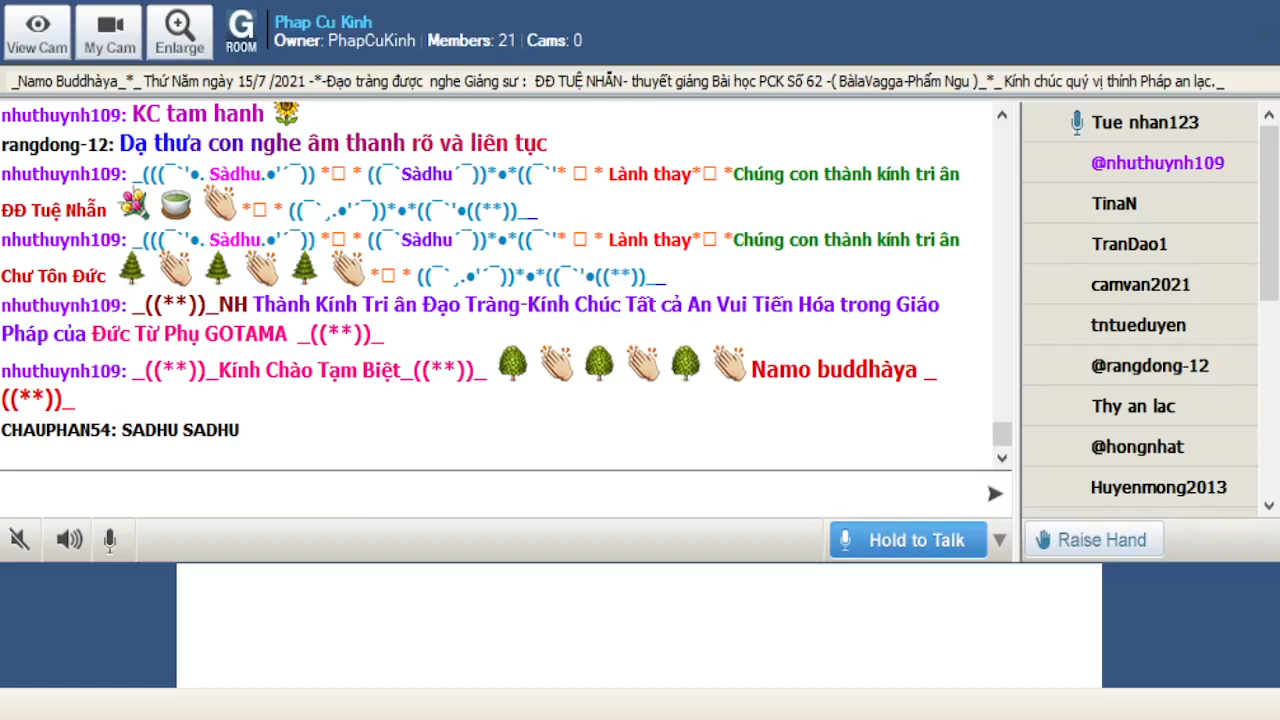 View Cam
My Cam
Enlarge
G
ROOM
Phap Cu Kinh
Owner: PhapCuKinh | Members: 21 | Cams: 0
_Namo Buddhàya_*_ Thứ Năm ngày 15/7 /2021 -*-Đạo tràng được nghe Giảng sư : ĐĐ TUỆ NHẪN- thuyết giảng Bài học PCK Số 62 -( BàlaVagga-Phẩm Ngu )_*_ Kính chúc quý vị thính Pháp an lạc._
nhuthuynh109: KC tam hanh
rangdong-12: Dạ thưa con nghe âm thanh rõ và liên tục
nhuthuynh109: _(((¯`'●. Sàdhu.●'´¯)) *□ * ((¯`Sàdhu´¯))*●*((¯`'* □ * Lành thay*□ *Chúng con thành kính tri ân
ĐĐ Tuệ Nhẫn *□ * ((¯`¸.●'´¯))*●*((¯`'●((**))__
nhuthuynh109: _(((¯`'●. Sàdhu.●'´¯)) *□ * ((¯`Sàdhu´¯))*●*((¯`'* □ * Lành thay*□ *Chúng con thành kính tri ân
Chư Tôn Đức *□ * ((¯`¸.●'´¯))*●*((¯`'●((**))__
nhuthuynh109: _((**))_NH Thành Kính Tri ân Đạo Tràng-Kính Chúc Tất cả An Vui Tiến Hóa trong Giáo
Pháp của Đức Từ Phụ GOTAMA _((**))_
nhuthuynh109: _((**))_Kính Chào Tạm Biệt_((**))_ Namo buddhàya _
((**))_
CHAUPHAN54: SADHU SADHU
Tue nhan123
@nhuthuynh109
TinaN
TranDao1
camvan2021
tntueduyen
@rangdong-12
Thy an lac
@hongnhat
Huyenmong2013
Hold to Talk
Raise Hand